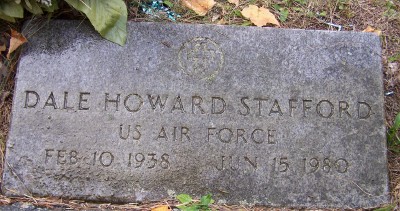 DALE HOWARD STAFFORD
US AIR FORCE
FEB 10 1938 JUN 15 1980